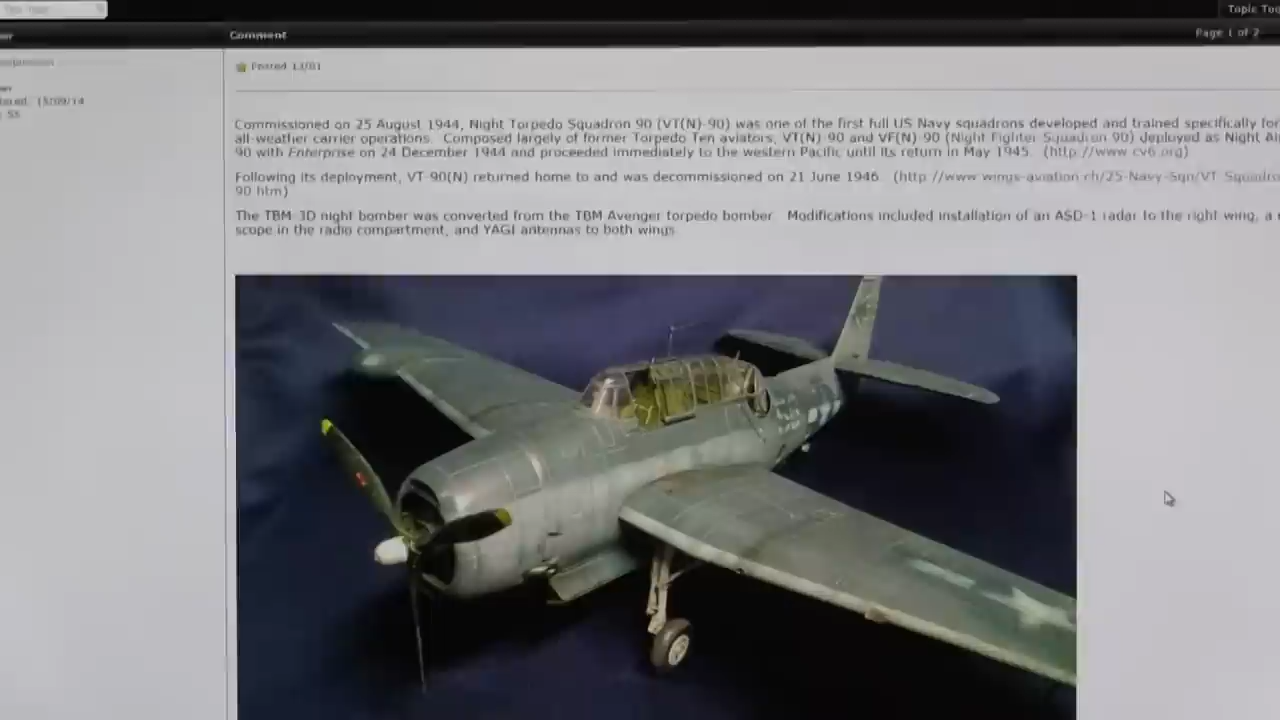 Topic Too
Comment
Page 1 of 2
Posted
Commissioned on 25 August 1944, Night Torpedo Squadron 90 (VT(N)-90) was one of the first full US Navy squadrons developed and trained specifically for
all-weather carrier operations. Composed largely of former Torpedo Ten aviators, VT(N)-90 and VF(N)-90 (Night Fighter Squadron 90) deployed as Night Ai
90 with Enterprise on 24 December 1944 and proceeded immediately to the western Pacific until its return in May 1945. (http://www.cv6.org)
Following its deployment, VT-90(N) returned home to and was decommissioned on 21 June 1946. (http://www.wings-aviation.ch/25-Navy-Sqn/VT-Squadro
90.htm)
The TBM-3D night bomber was converted from the TBM Avenger torpedo bomber. Modifications included installation of an ASD-1 radar to the right wing, a
scope in the radio compartment, and YAGI antennas to both wings.